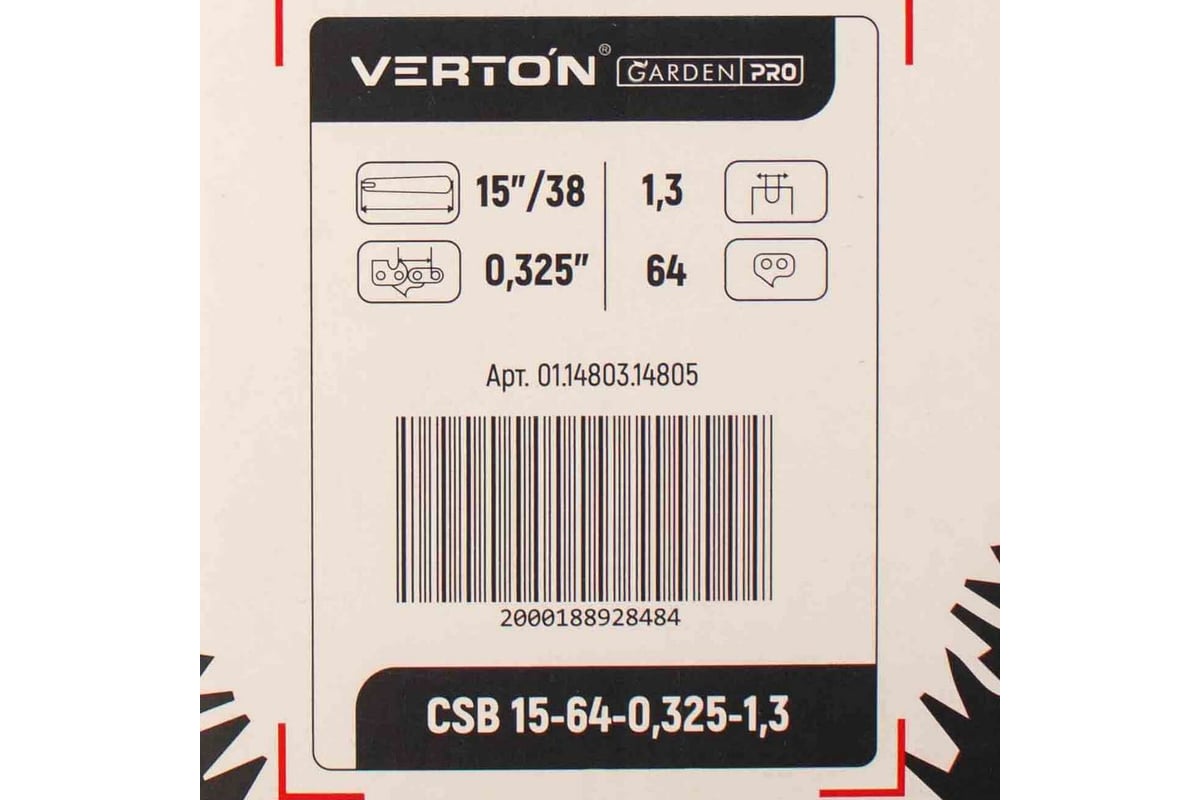 VERTÓN® GARDEN PRO
15"/38 1,3
0,325" 64
Арт. 01.14803.14805
2000188928484
CSB 15-64-0,325-1,3